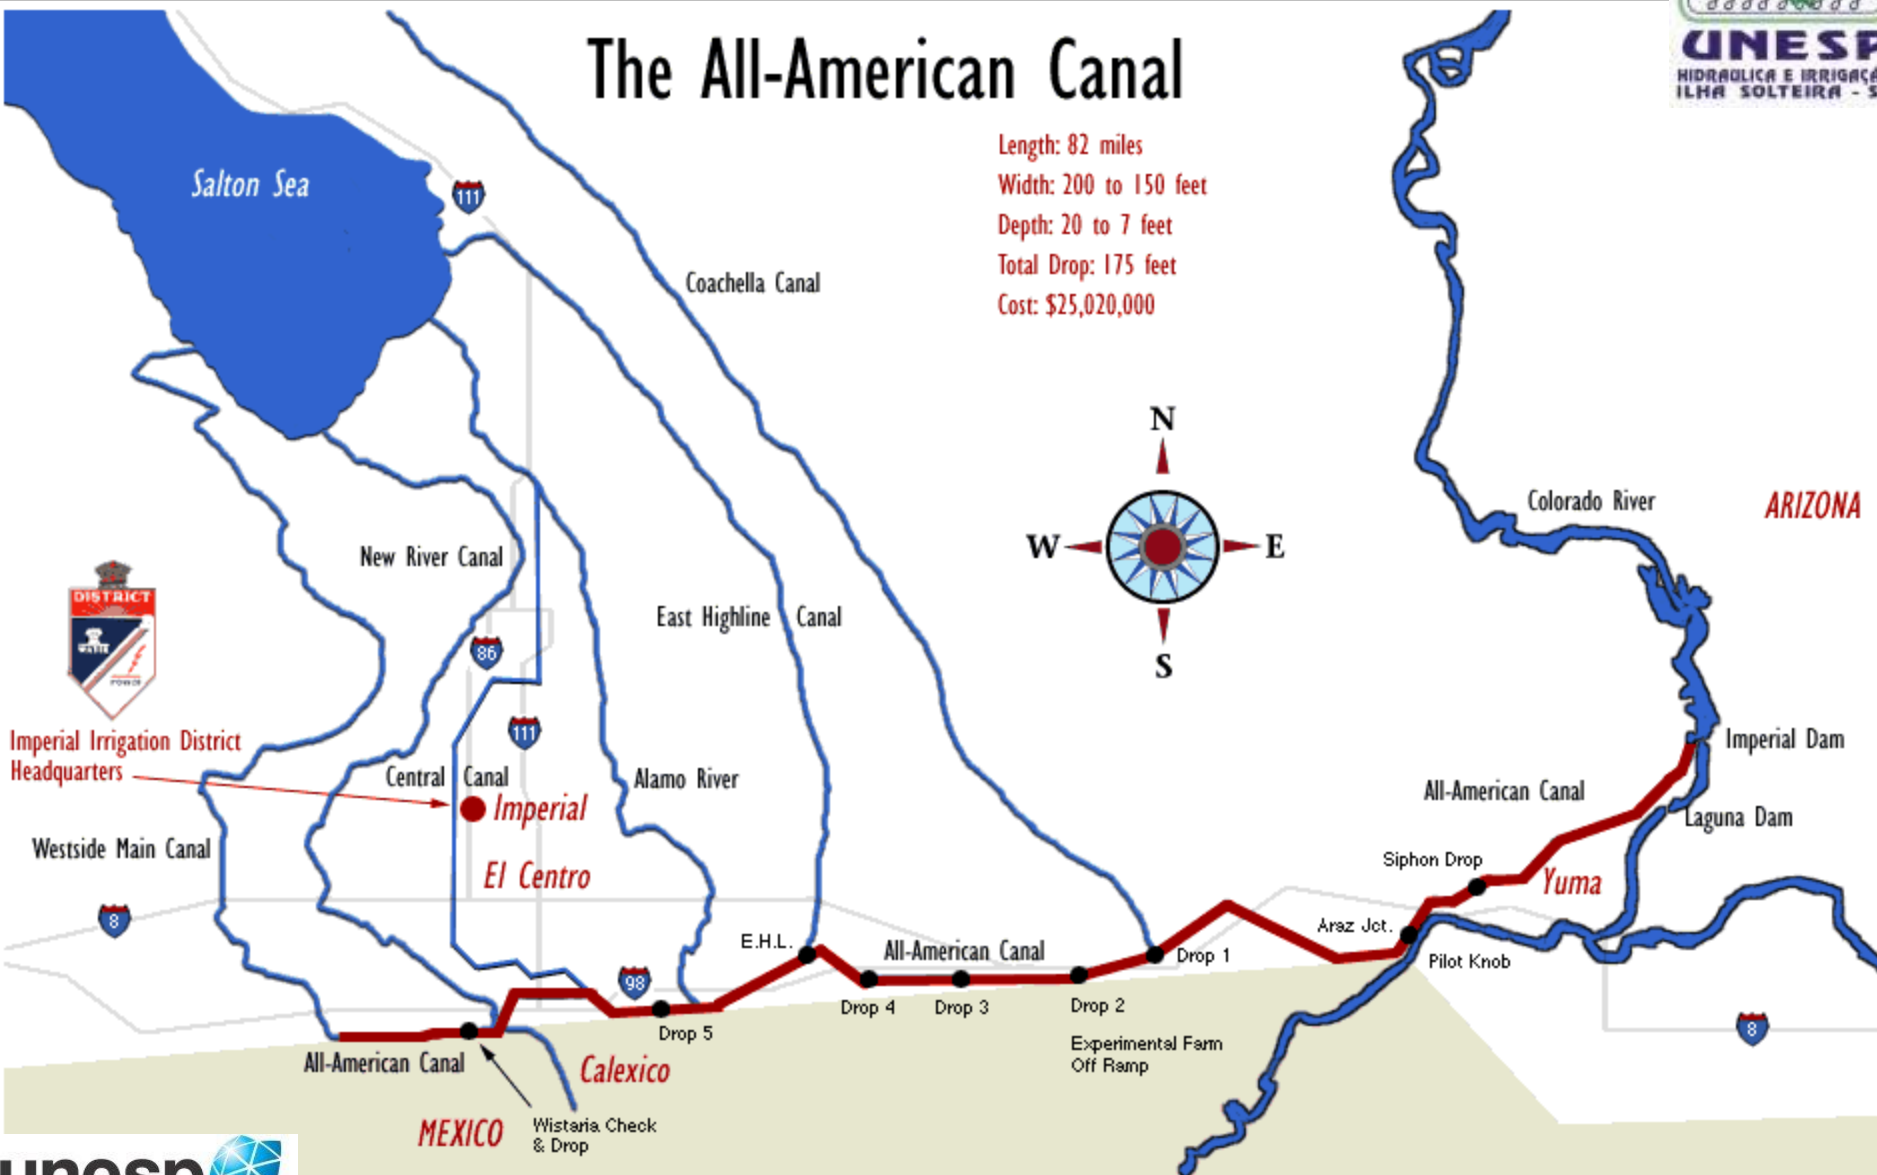 The All-American Canal
UNESP
HIDRAULICA E IRRIGAÇÃ
ILHA SOLTEIRA - S
Length: 82 miles
Width: 200 to 150 feet
Depth: 20 to 7 feet
Total Drop: 175 feet
Cost: $25,020,000
Salton Sea
111
Coachella Canal
N
W
E
S
Colorado River
ARIZONA
New River Canal
East Highline Canal
86
111
DISTRICT
POWER
Imperial Irrigation District
Headquarters
Central Canal
Imperial
Alamo River
El Centro
Westside Main Canal
8
Imperial Dam
All-American Canal
Laguna Dam
Siphon Drop
Yuma
Araz Jct.
Pilot Knob
E.H.L.
All-American Canal
Drop 1
98
Drop 4
Drop 3
Drop 2
Drop 5
Experimental Farm
Off Ramp
8
All-American Canal
Calexico
MEXICO
Wistaria Check
& Drop
unesp